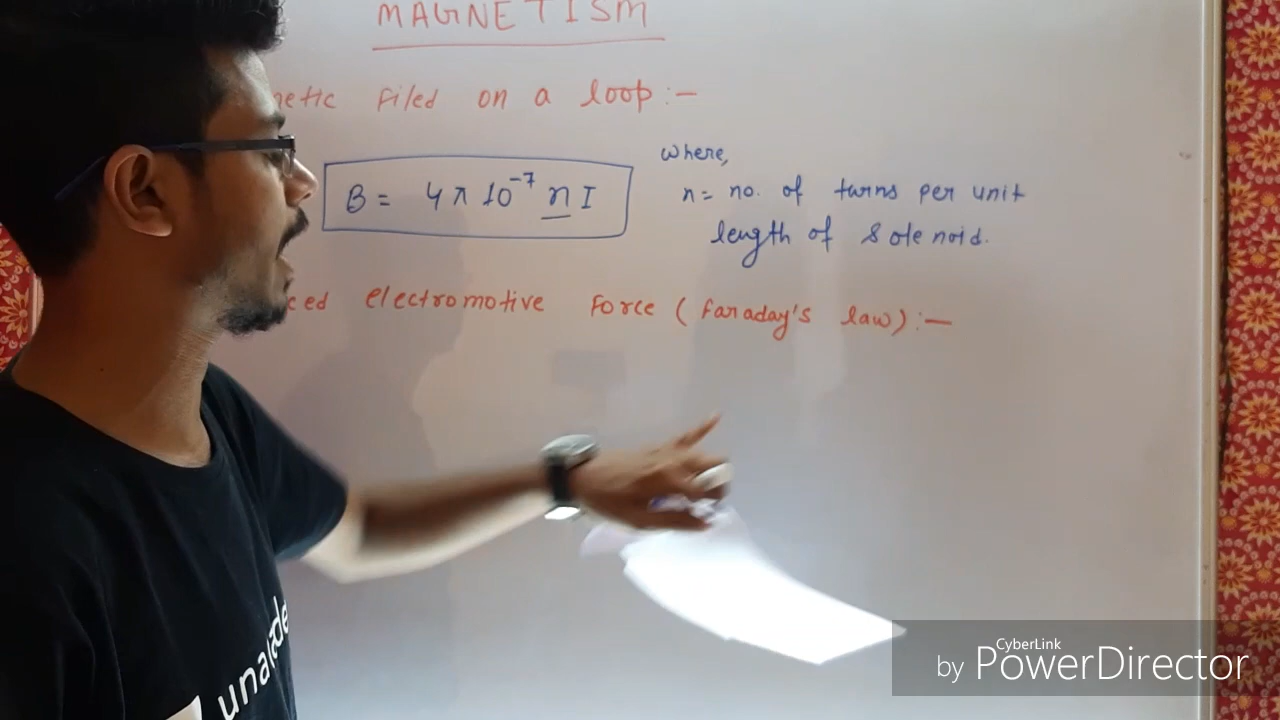 MAGNETISM
netic filed on a loop:-
B = 4π 10⁻⁷ n I
where,
n = no. of turns per unit
length of solenoid.
ced electromotive force (faraday's law):-
CyberLink
by PowerDirector